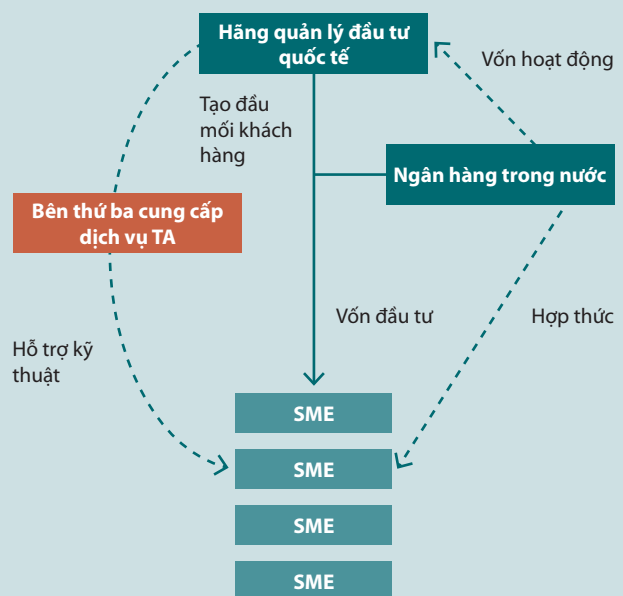 Hãng quản lý đầu tư
quốc tế
Vốn hoạt động
Tạo đầu
mối khách
hàng
Ngân hàng trong nước
Bên thứ ba cung cấp
dịch vụ TA
Vốn đầu tư
Hợp thức
Hỗ trợ kỹ
thuật
SME
SME
SME
SME